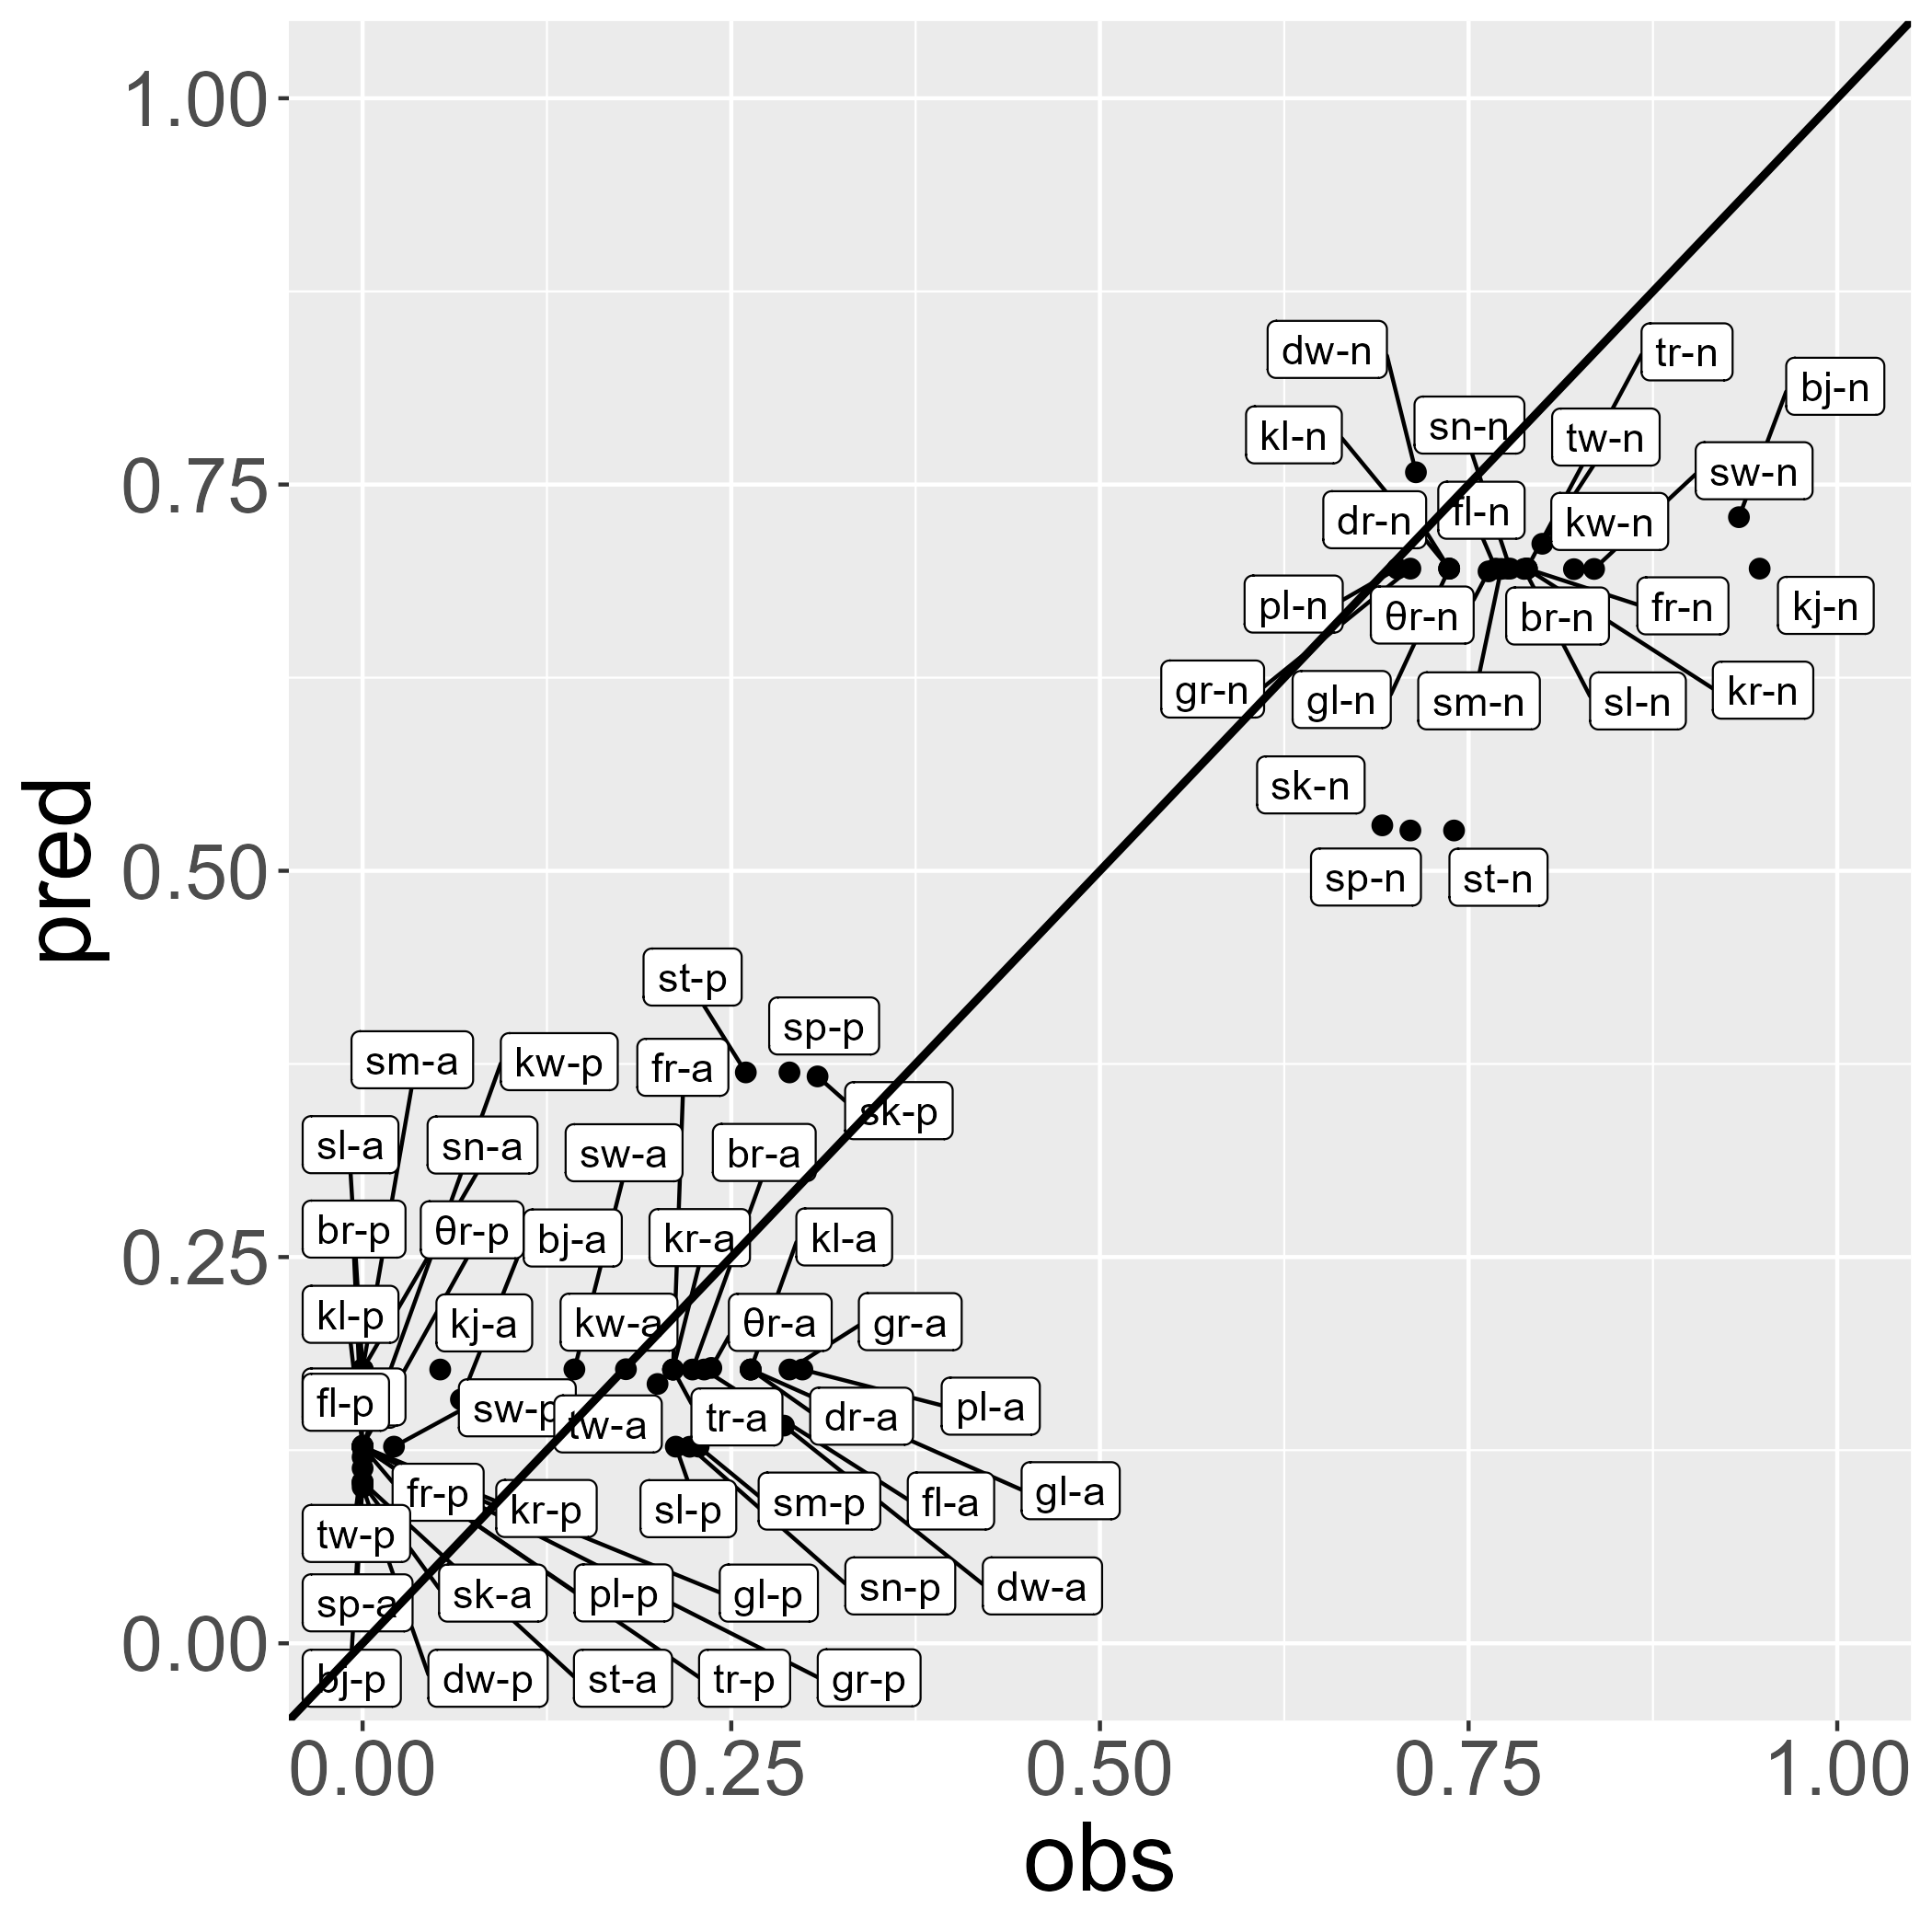 1.00
dw-n
tr-n
bj-n
kl-n
sn-n
tw-n
0.75
sw-n
dr-n
fl-n
kw-n
pl-n
θr-n
br-n
fr-n
kj-n
gr-n
gl-n
sm-n
sl-n
kr-n
sk-n
pred
0.50
sp-n
st-n
st-p
sp-p
sm-a
kw-p
fr-a
sk-p
sl-a
sn-a
sw-a
br-a
br-p
θr-p
bj-a
kr-a
kl-a
0.25
kl-p
kj-a
kw-a
θr-a
gr-a
fl-p
sw-p
tw-a
tr-a
dr-a
pl-a
fr-p
kr-p
sl-p
sm-p
fl-a
gl-a
tw-p
sp-a
sk-a
pl-p
gl-p
sn-p
dw-a
0.00
bj-p
dw-p
st-a
tr-p
gr-p
0.00
0.25
0.50
0.75
1.00
obs